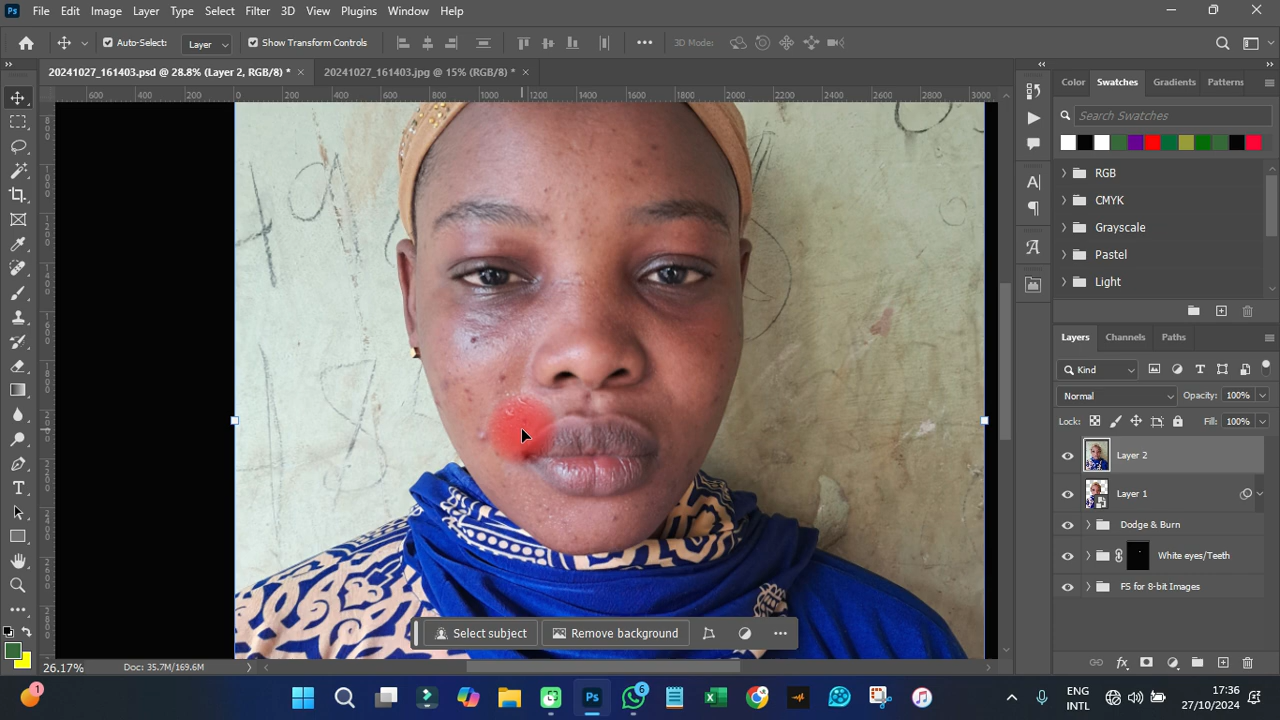 Ps File Edit Image Layer Type Select Filter 3D View Plugins Window Help
Auto-Select: Layer Show Transform Controls 3D Mode:
20241027_161403.psd @ 28.8% (Layer 2, RGB/8) * × 20241027_161403.jpg @ 15% (RGB/8) * ×
Color Swatches Gradients Patterns
600 400 200 0 200 400 600 800 1000 1200 1400 1600 1800 2000 2200 2400 2600 2800 3000
Search Swatches
RGB
CMYK
Grayscale
Pastel
Light
Layers Channels Paths
Kind
Normal Opacity: 100%
Locks: Fill: 100%
Layer 2
Layer 1
Dodge & Burn
White eyes/Teeth
FS for 8-bit Images
Select subject Remove background
26.17% Doc: 35.7M/169.6M
1 Ps 6 ENG INTL 17:36 27/10/2024